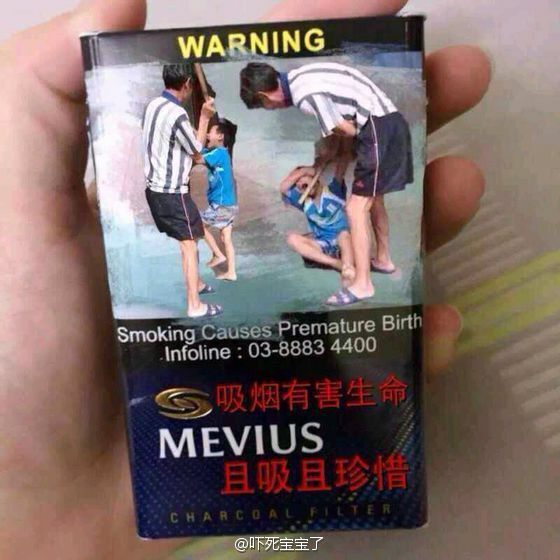 WARNING
Smoking Causes Premature Birth
Infoline : 03-8883 4400
吸烟有害生命
MEVIUS
且吸且珍惜
CHARCOAL FILTER
@吓死宝宝了